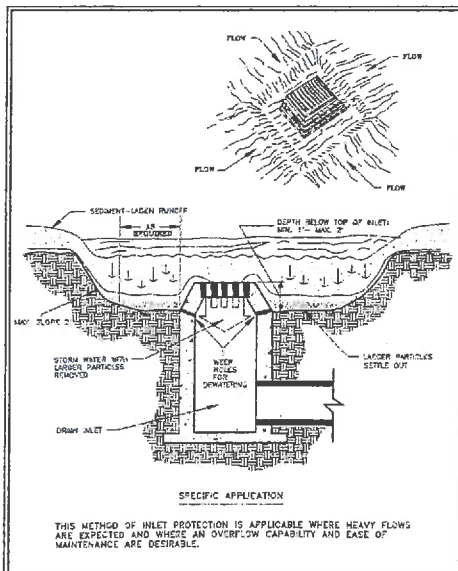 FLOW
FLOW
FLOW
FLOW
SEDIMENT-LADEN RUNOFF
AS
REQUIRED
DEPTH BELOW TOP OF INLET:
MIN. 1'- MAX. 2'
MAX. SLOPE 2
STORM WATER WITH
LARGER PARTICLES
REMOVED
WEEP
HOLES
FOR
DEWATERING
LARGER PARTICLES
SETTLE OUT
DRAIN INLET
SPECIFIC APPLICATION
THIS METHOD OF INLET PROTECTION IS APPLICABLE WHERE HEAVY FLOWS
ARE EXPECTED AND WHERE AN OVERFLOW CAPABILITY AND EASE OF
MAINTENANCE ARE DESIRABLE.